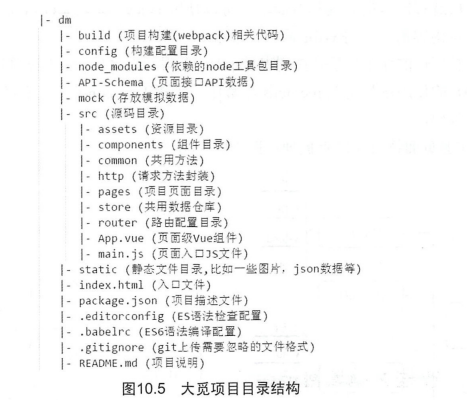 |- dm
|- build (项目构建(webpack)相关代码)
|- config (构建配置目录)
|- node_modules (依赖的node工具包目录)
|- API-Schema (页面接口API数据)
|- mock (存放模拟数据)
|- src (源码目录)
|- assets (资源目录)
|- components (组件目录)
|- common (共用方法)
|- http (请求方法封装)
|- pages (项目页面目录)
|- store (共用数据仓库)
|- router (路由配置目录)
|- App.vue (页面级Vue组件)
|- main.js (页面入口JS文件)
|- static (静态文件目录,比如一些图片, json数据等)
|- index.html (入口文件)
|- package.json (项目描述文件)
|- .editorconfig (ES语法检查配置)
|- .babelrc (ES6语法编译配置)
|- .gitignore (git上传需要忽略的文件格式)
|- README.md (项目说明)
图10.5 大觅项目目录结构